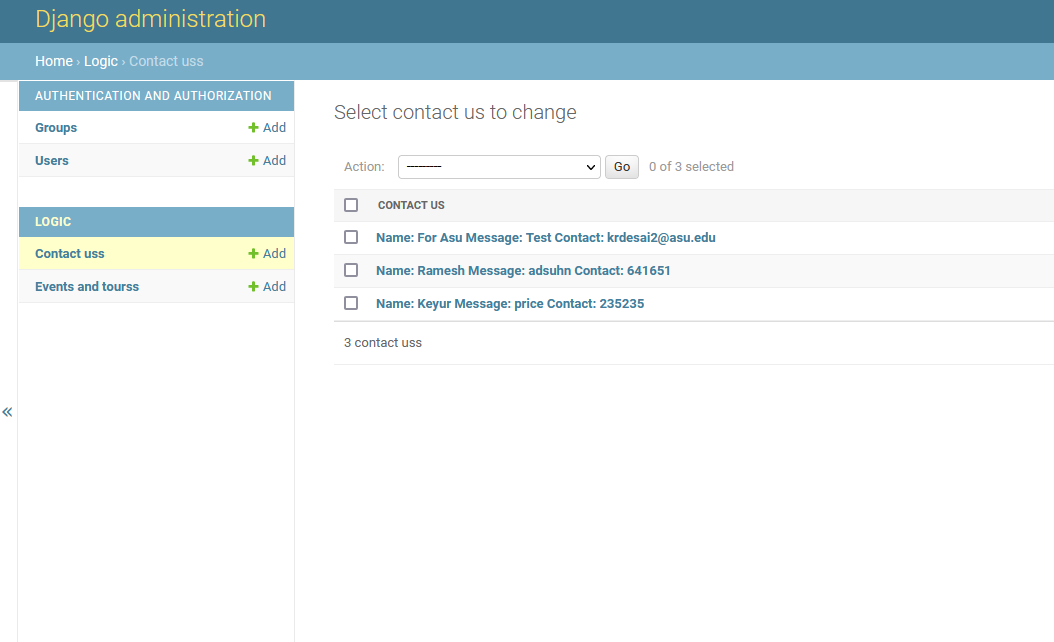 Django administration
Home › Logic › Contact uss
AUTHENTICATION AND AUTHORIZATION
Groups + Add
Users + Add
LOGIC
Contact uss + Add
Events and tourss + Add
«
Select contact us to change
Action: --------- Go 0 of 3 selected
CONTACT US
Name: For Asu Message: Test Contact: krdesai2@asu.edu
Name: Ramesh Message: adsuhn Contact: 641651
Name: Keyur Message: price Contact: 235235
3 contact uss